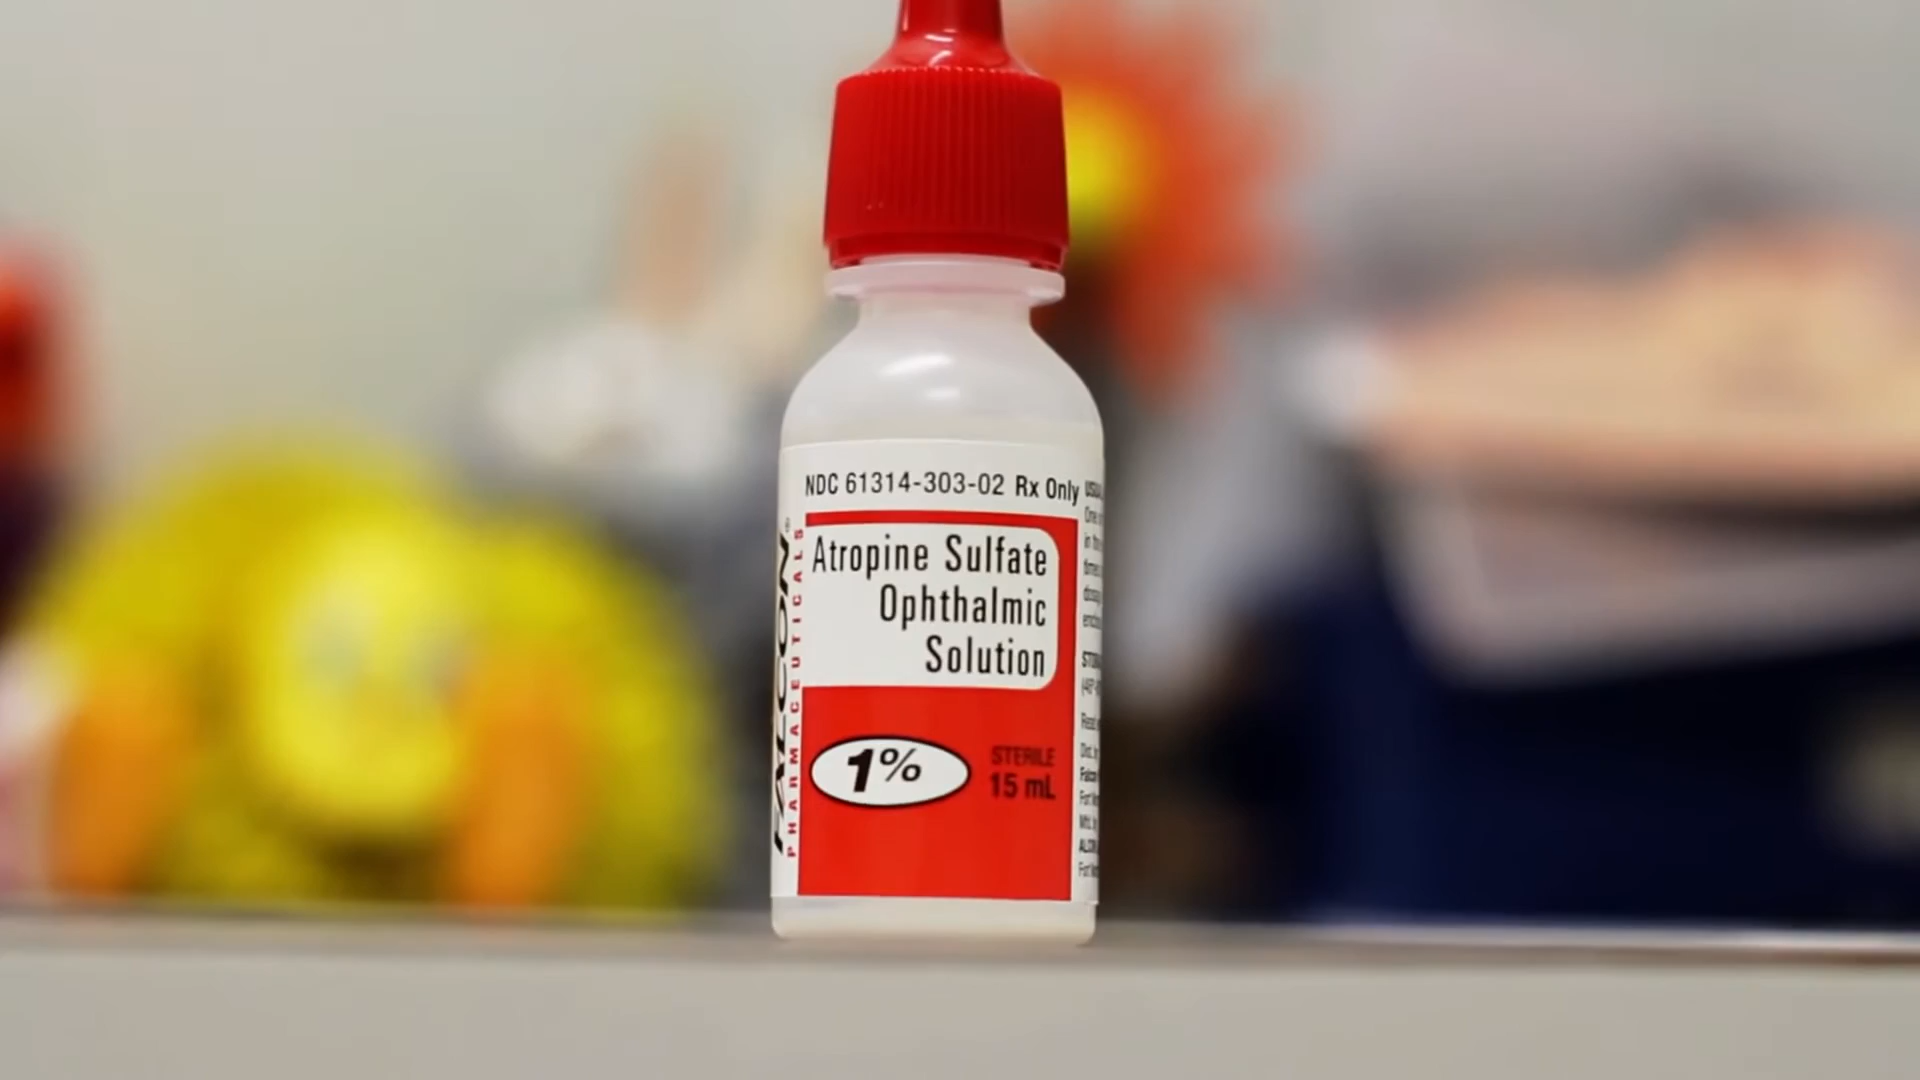 NDC 61314-303-02 Rx Only
FALCON®
PHARMACEUTICALS
Atropine Sulfate
Ophthalmic
Solution
1%
STERILE
15 mL